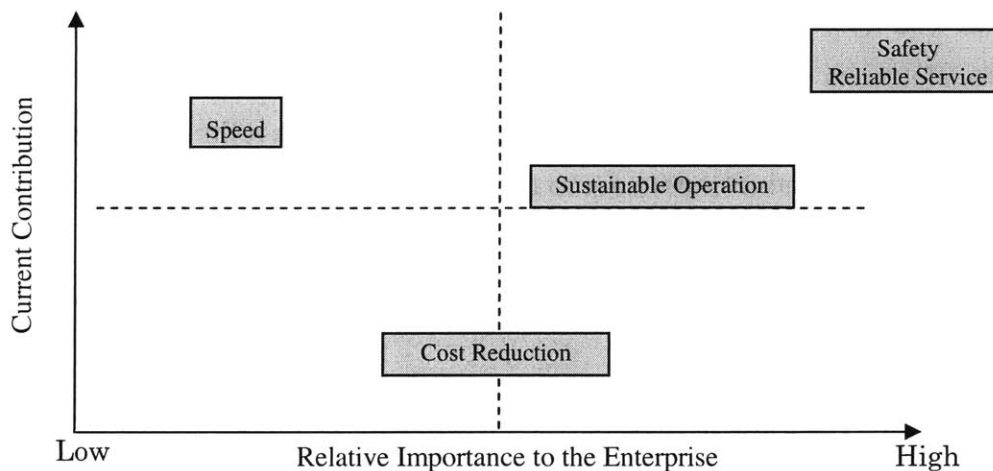 Safety
Reliable Service
Speed
Sustainable Operation
Current Contribution
Cost Reduction
Low
Relative Importance to the Enterprise
High